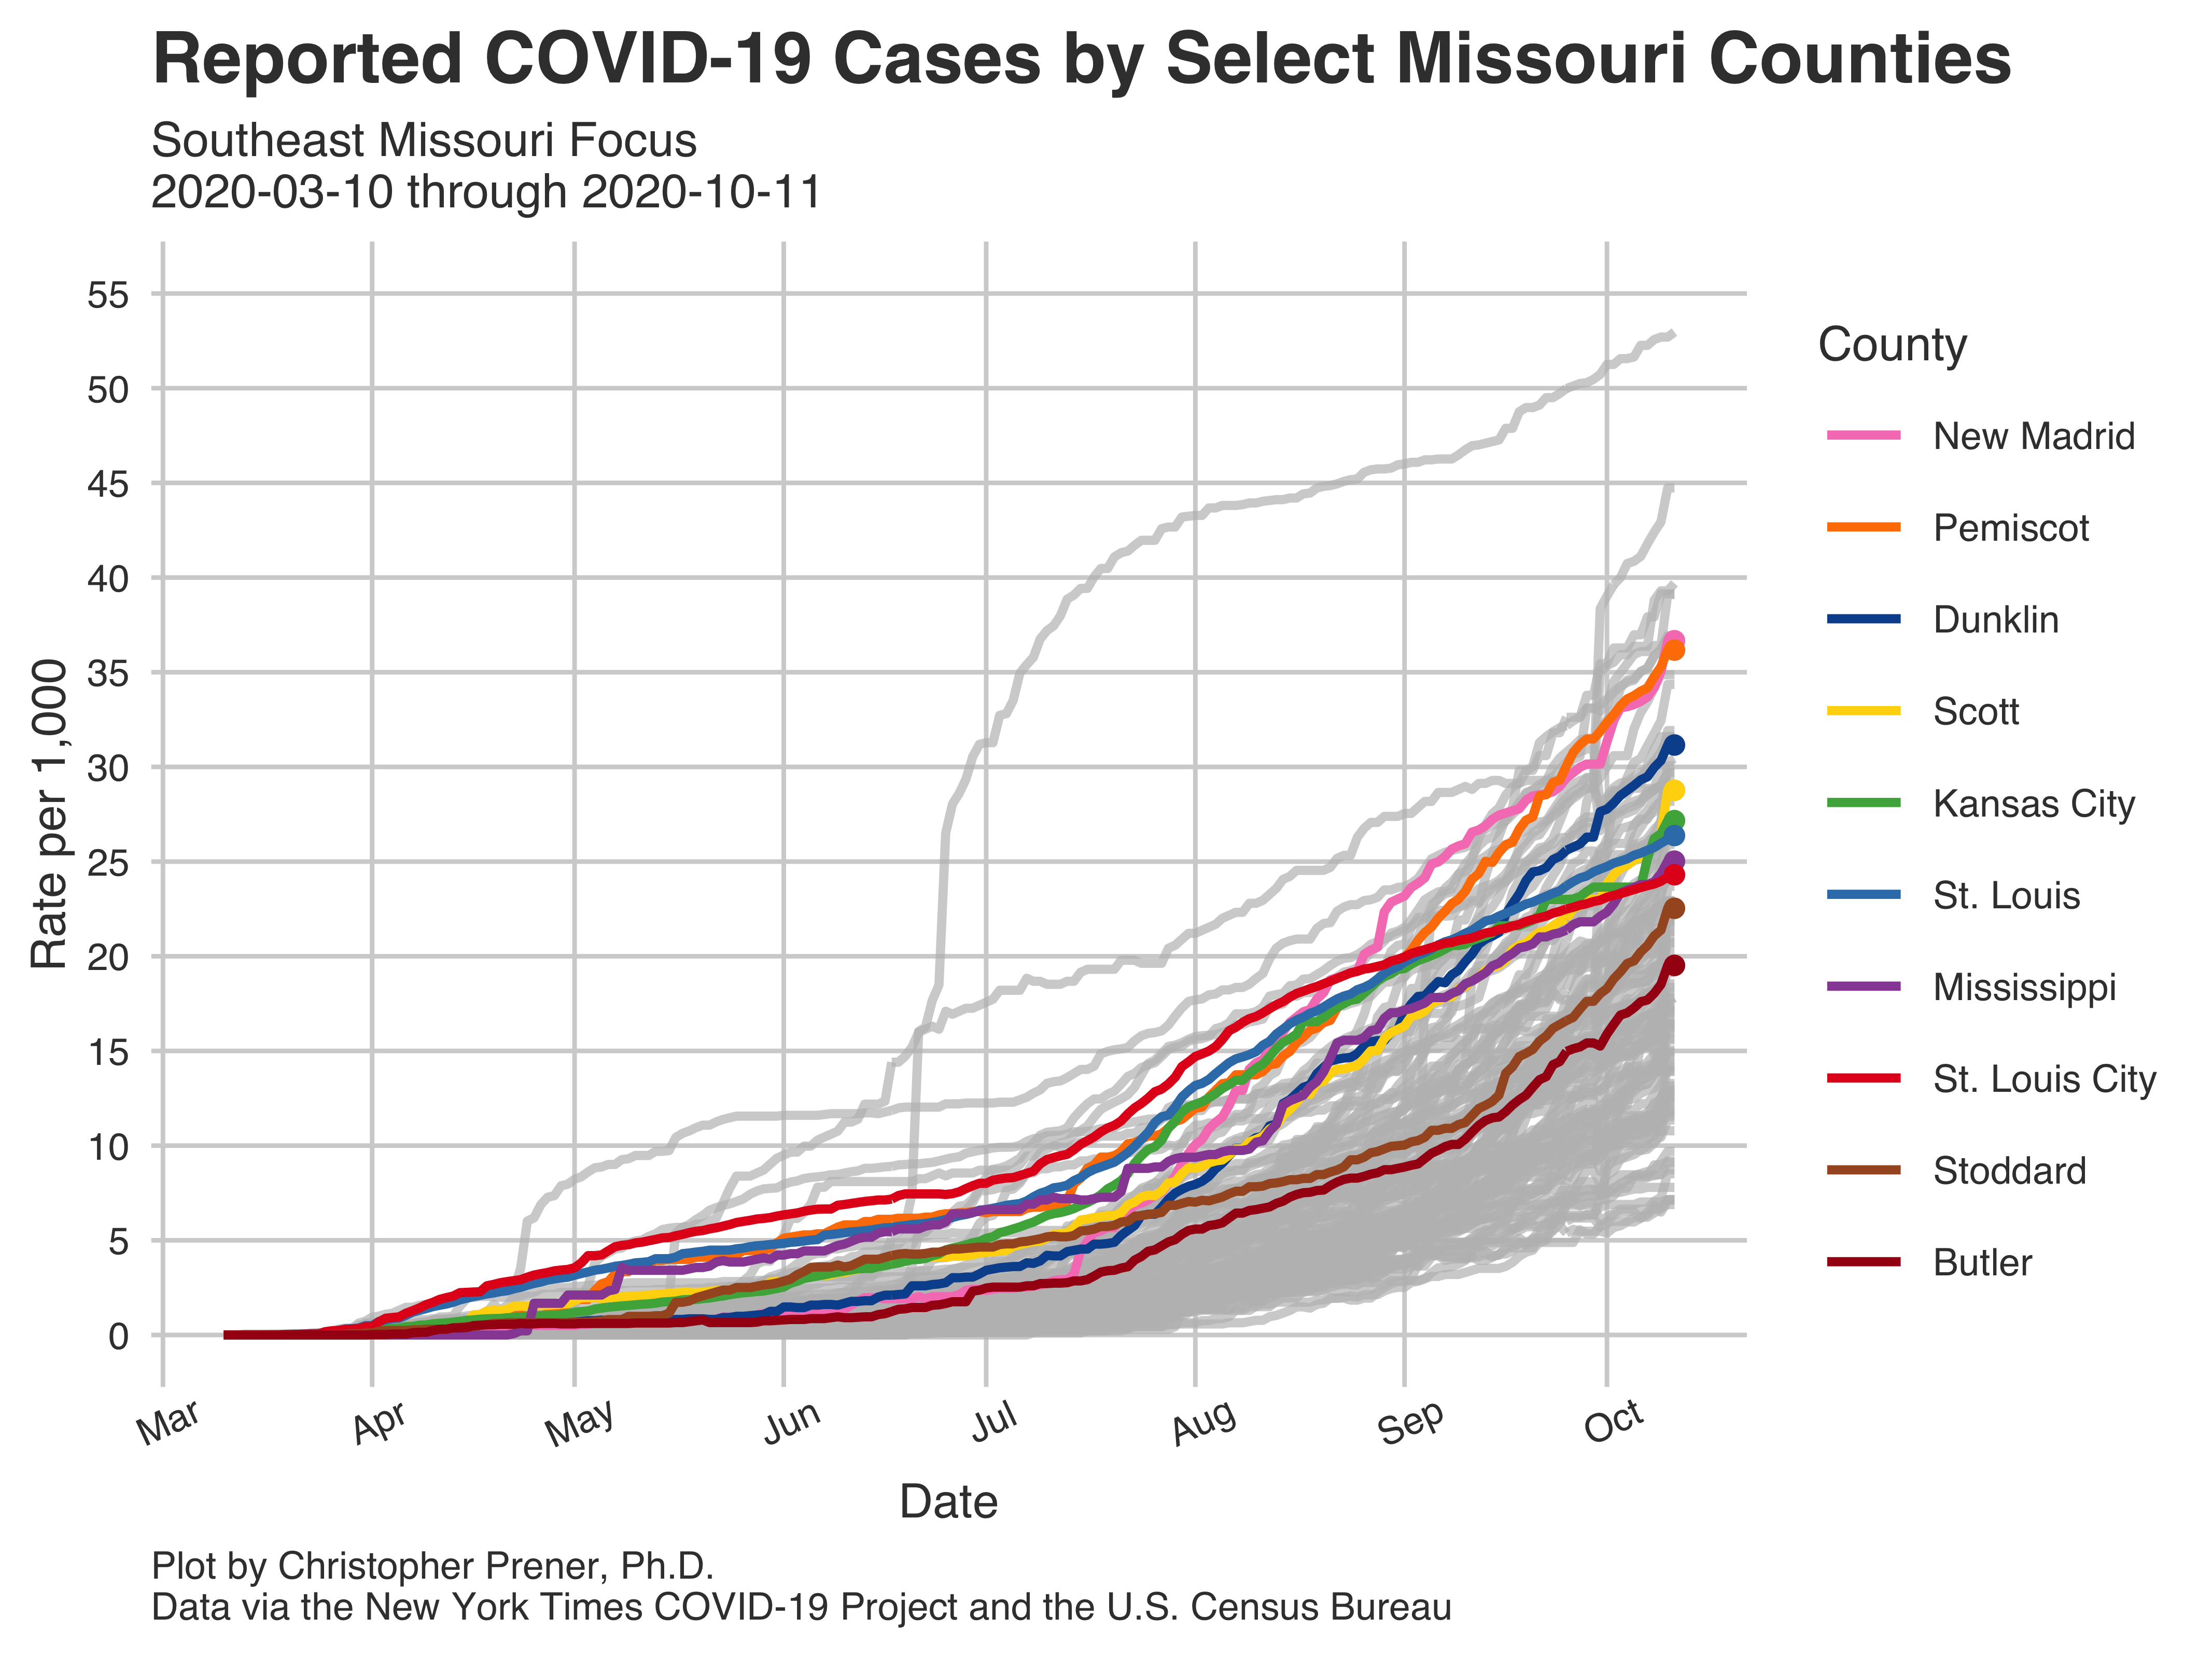 Reported COVID-19 Cases by Select Missouri Counties
Southeast Missouri Focus
2020-03-10 through 2020-10-11
55
50
45
40
35
30
25
20
15
10
5
0
Rate per 1,000
Mar
Apr
May
Jun
Jul
Aug
Sep
Oct
Date
County
New Madrid
Pemiscot
Dunklin
Scott
Kansas City
St. Louis
Mississippi
St. Louis City
Stoddard
Butler
Plot by Christopher Prener, Ph.D.
Data via the New York Times COVID-19 Project and the U.S. Census Bureau